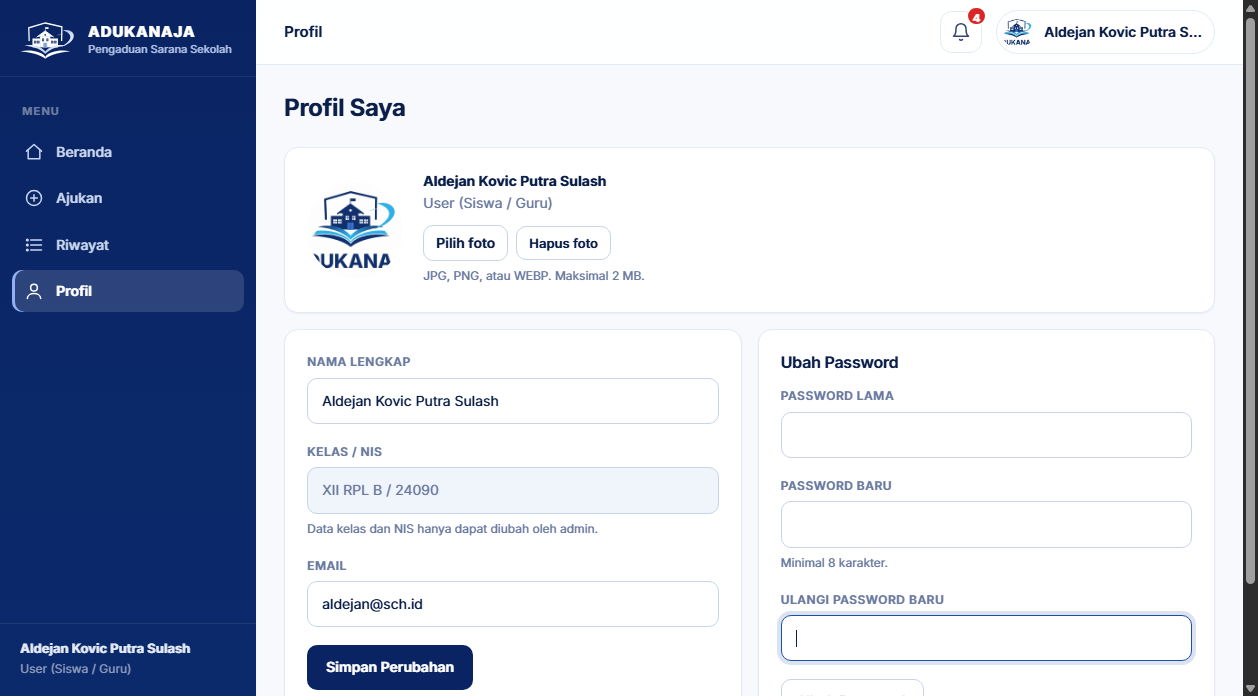 ADUKANAJA
Pengaduan Sarana Sekolah
MENU
Beranda
Ajukan
Riwayat
Profil
Aldejan Kovic Putra Sulash
User (Siswa / Guru)
Profil
4
UKANA
Aldejan Kovic Putra S...
Profil Saya
UKANA
Aldejan Kovic Putra Sulash
User (Siswa / Guru)
Pilih foto
Hapus foto
JPG, PNG, atau WEBP. Maksimal 2 MB.
NAMA LENGKAP
Aldejan Kovic Putra Sulash
KELAS / NIS
XII RPL B / 24090
Data kelas dan NIS hanya dapat diubah oleh admin.
EMAIL
aldejan@sch.id
Simpan Perubahan
Ubah Password
PASSWORD LAMA
PASSWORD BARU
Minimal 8 karakter.
ULANGI PASSWORD BARU